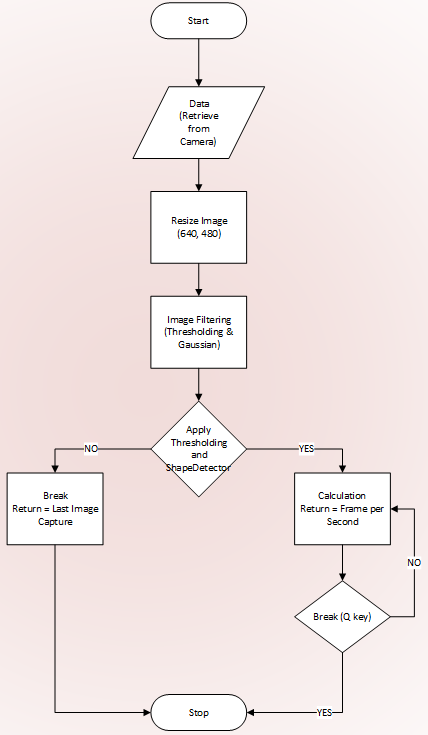 Start
Data
(Retrieve
from
Camera)
Resize Image
(640, 480)
Image Filtering
(Thresholding &
Gaussian)
Apply
Thresholding
and
ShapeDetector
NO
YES
Break
Return = Last Image
Capture
Calculation
Return = Frame per
Second
NO
Break (Q key)
YES
Stop